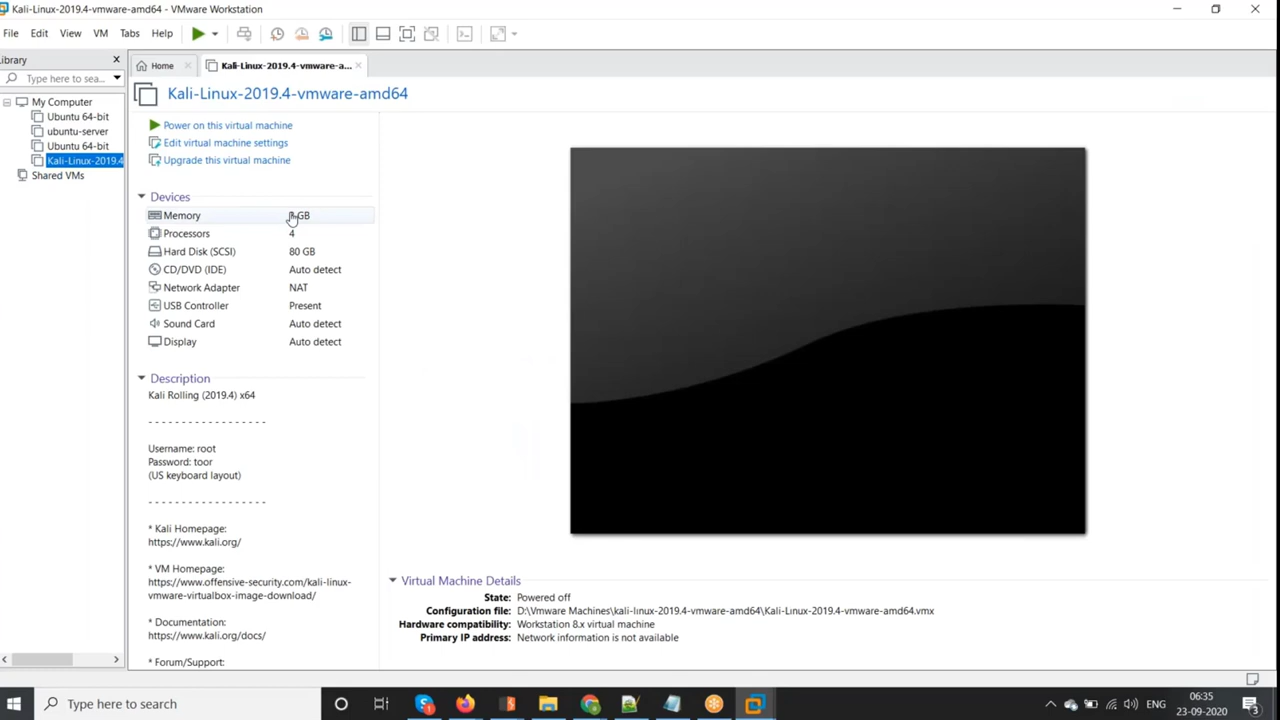 Kali-Linux-2019.4-vmware-amd64 - VMware Workstation
File Edit View VM Tabs Help
Library
Type here to sea...
Home
Kali-Linux-2019.4-vmware-a...
My Computer
Ubuntu 64-bit
ubuntu-server
Ubuntu 64-bit
Kali-Linux-2019.4
Shared VMs
Kali-Linux-2019.4-vmware-amd64
Power on this virtual machine
Edit virtual machine settings
Upgrade this virtual machine
Devices
Memory GB
Processors 4
Hard Disk (SCSI) 80 GB
CD/DVD (IDE) Auto detect
Network Adapter NAT
USB Controller Present
Sound Card Auto detect
Display Auto detect
Description
Kali Rolling (2019.4) x64
- - - - - - - - - - - - - - - - - -
Username: root
Password: toor
(US keyboard layout)
- - - - - - - - - - - - - - - - - -
* Kali Homepage:
https://www.kali.org/
* VM Homepage:
https://www.offensive-security.com/kali-linux-
vmware-virtualbox-image-download/
* Documentation:
https://www.kali.org/docs/
* Forum/Support:
Virtual Machine Details
State: Powered off
Configuration file: D:\Vmware Machines\kali-linux-2019.4-vmware-amd64\Kali-Linux-2019.4-vmware-amd64.vmx
Hardware compatibility: Workstation 8.x virtual machine
Primary IP address: Network information is not available
Type here to search
ENG
06:35
23-09-2020
3